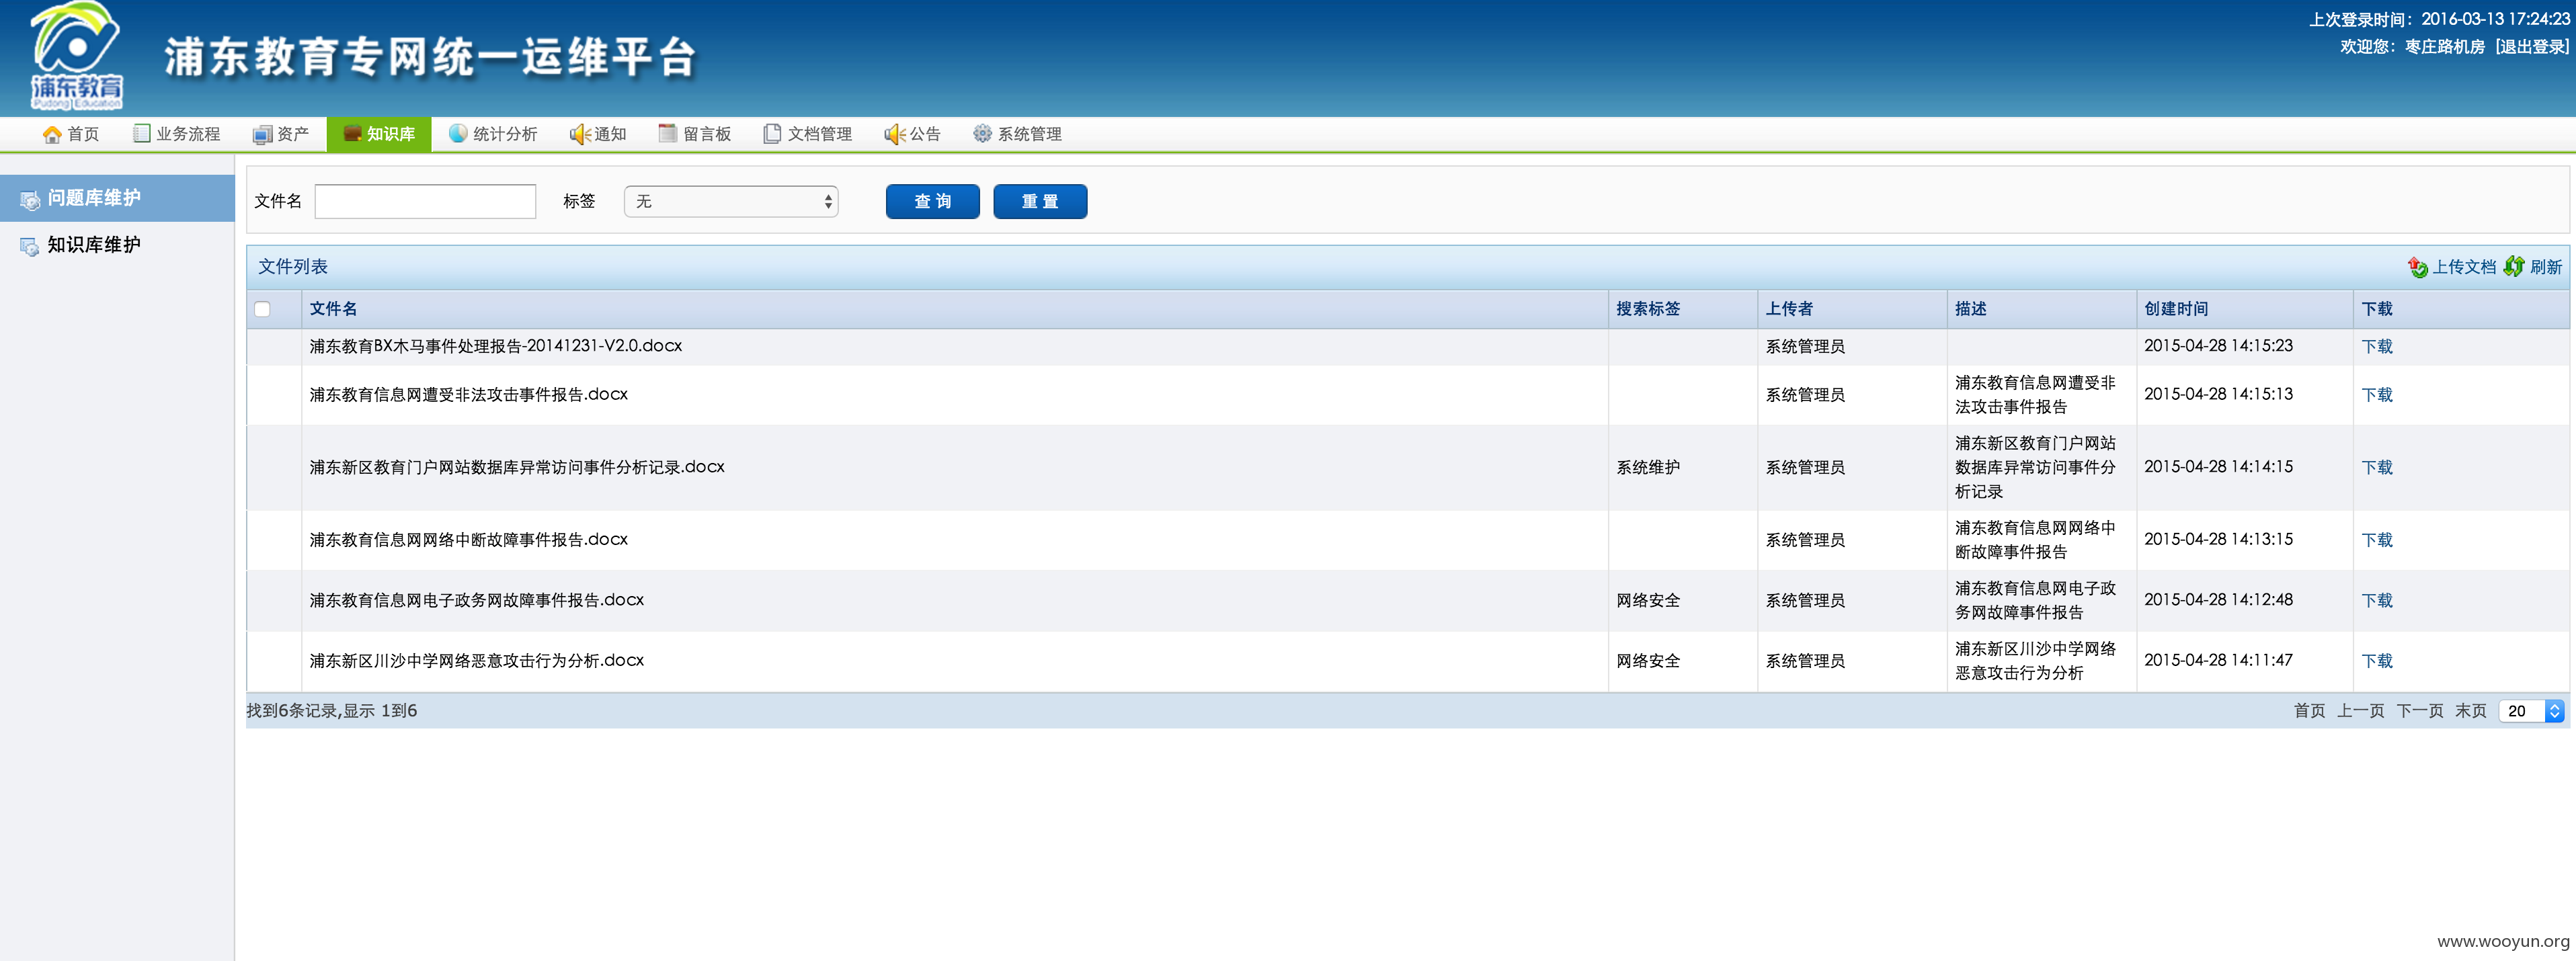 上次登录时间：2016-03-13 17:24:23
浦东教育专网统一运维平台
欢迎您：枣庄路机房 [退出登录]
浦东教育
Pudong Education
首页 业务流程 资产 知识库 统计分析 通知 留言板 文档管理 公告 系统管理
问题库维护
知识库维护
文件名 标签 无 查 询 重 置
文件列表 上传文档 刷新
文件名 搜索标签 上传者 描述 创建时间 下载
浦东教育BX木马事件处理报告-20141231-V2.0.docx 系统管理员 2015-04-28 14:15:23 下载
浦东教育信息网遭受非法攻击事件报告.docx 系统管理员 浦东教育信息网遭受非
法攻击事件报告 2015-04-28 14:15:13 下载
浦东新区教育门户网站数据库异常访问事件分析记录.docx 系统维护 系统管理员 浦东新区教育门户网站
数据库异常访问事件分
析记录 2015-04-28 14:14:15 下载
浦东教育信息网网络中断故障事件报告.docx 系统管理员 浦东教育信息网网络中
断故障事件报告 2015-04-28 14:13:15 下载
浦东教育信息网电子政务网故障事件报告.docx 网络安全 系统管理员 浦东教育信息网电子政
务网故障事件报告 2015-04-28 14:12:48 下载
浦东新区川沙中学网络恶意攻击行为分析.docx 网络安全 系统管理员 浦东新区川沙中学网络
恶意攻击行为分析 2015-04-28 14:11:47 下载
找到6条记录,显示 1到6 首页 上一页 下一页 末页 20
www.wooyun.org